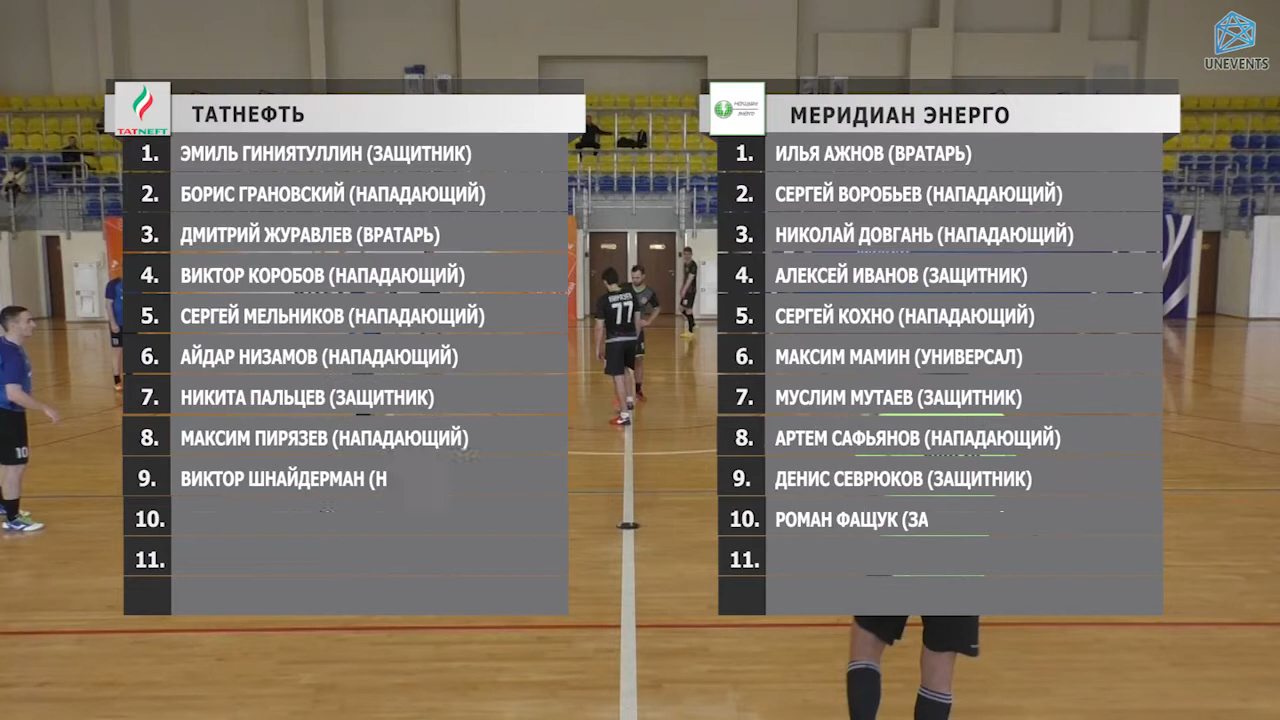 UNEVENTS
TATNEFT
ТАТНЕФТЬ
1. ЭМИЛЬ ГИНИЯТУЛЛИН (ЗАЩИТНИК)
2. БОРИС ГРАНОВСКИЙ (НАПАДАЮЩИЙ)
3. ДМИТРИЙ ЖУРАВЛЕВ (ВРАТАРЬ)
4. ВИКТОР КОРОБОВ (НАПАДАЮЩИЙ)
5. СЕРГЕЙ МЕЛЬНИКОВ (НАПАДАЮЩИЙ)
6. АЙДАР НИЗАМОВ (НАПАДАЮЩИЙ)
7. НИКИТА ПАЛЬЦЕВ (ЗАЩИТНИК)
8. МАКСИМ ПИРЯЗЕВ (НАПАДАЮЩИЙ)
9. ВИКТОР ШНАЙДЕРМАН (Н
10.
11.
МЕРИДИАН ЭНЕРГО
1. ИЛЬЯ АЖНОВ (ВРАТАРЬ)
2. СЕРГЕЙ ВОРОБЬЕВ (НАПАДАЮЩИЙ)
3. НИКОЛАЙ ДОВГАНЬ (НАПАДАЮЩИЙ)
4. АЛЕКСЕЙ ИВАНОВ (ЗАЩИТНИК)
5. СЕРГЕЙ КОХНО (НАПАДАЮЩИЙ)
6. МАКСИМ МАМИН (УНИВЕРСАЛ)
7. МУСЛИМ МУТАЕВ (ЗАЩИТНИК)
8. АРТЕМ САФЬЯНОВ (НАПАДАЮЩИЙ)
9. ДЕНИС СЕВРЮКОВ (ЗАЩИТНИК)
10. РОМАН ФАЩУК (ЗА
11.
77
10